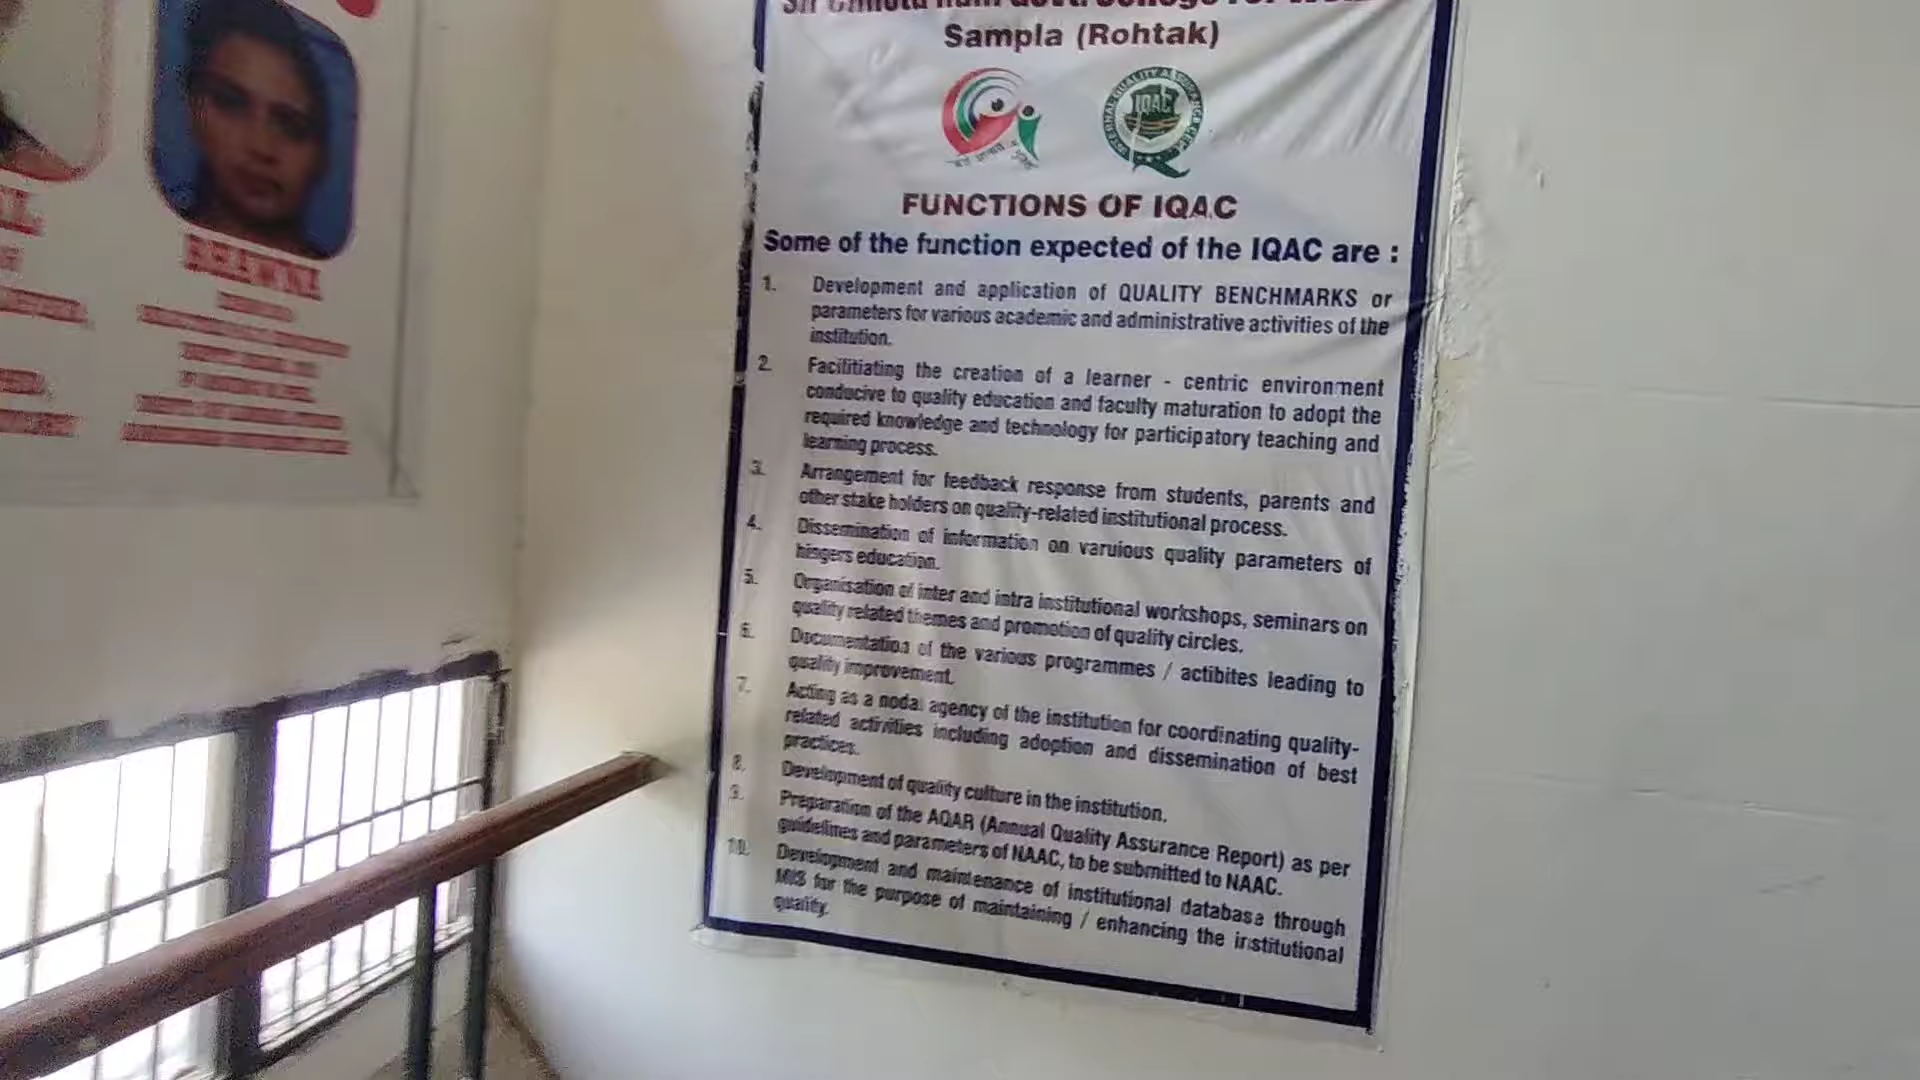 Sampla (Rohtak)
IQAC
FUNCTIONS OF IQAC
Some of the function expected of the IQAC are :
1. Development and application of QUALITY BENCHMARKS or
parameters for various academic and administrative activities of the
institution.
2. Facilitiating the creation of a learner - centric environment
conducive to quality education and faculty maturation to adopt the
required knowledge and technology for participatory teaching and
learning process.
3. Arrangement for feedback response from students, parents and
other stake holders on quality-related institutional process.
4. Dissemination of information on varuious quality parameters of
hingers education.
5. Organisation of inter and intra institutional workshops, seminars on
quality related themes and promotion of quality circles.
6. Documentation of the various programmes / actibites leading to
quality improvement.
7. Acting as a nodal agency of the institution for coordinating quality-
related activities including adoption and dissemination of best
practices.
8. Development of quality culture in the institution.
9. Preparation of the AQAR (Annual Quality Assurance Report) as per
guidelines and parameters of NAAC, to be submitted to NAAC.
10. Development and maintenance of institutional database through
MIS for the purpose of maintaining / enhancing the institutional
quality.